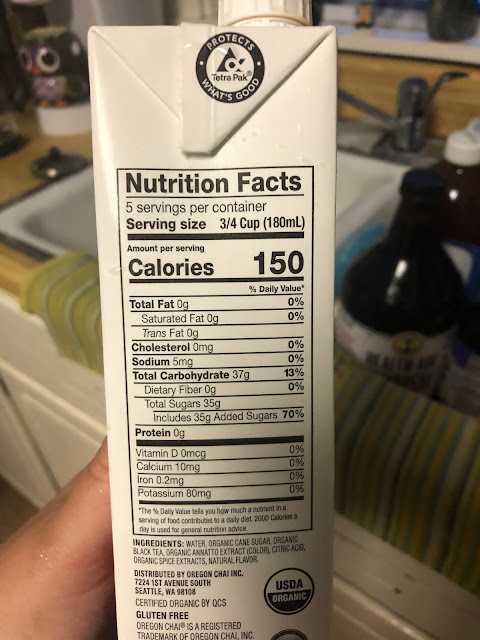 PROTECTS
Tetra Pak®
WHAT'S GOOD
Nutrition Facts
5 servings per container
Serving size 3/4 Cup (180mL)
Amount per serving
Calories 150
% Daily Value*
Total Fat 0g 0%
Saturated Fat 0g 0%
Trans Fat 0g
Cholesterol 0mg 0%
Sodium 5mg 0%
Total Carbohydrate 37g 13%
Dietary Fiber 0g 0%
Total Sugars 35g
Includes 35g Added Sugars 70%
Protein 0g
Vitamin D 0mcg 0%
Calcium 10mg 0%
Iron 0.2mg 0%
Potassium 80mg 0%
*The % Daily Value tells you how much a nutrient in a
serving of food contributes to a daily diet. 2000 Calories a
day is used for general nutrition advice.
INGREDIENTS: WATER, ORGANIC CANE SUGAR, ORGANIC
BLACK TEA, ORGANIC ANNATTO EXTRACT (COLOR), CITRIC ACID,
ORGANIC SPICE EXTRACTS, NATURAL FLAVOR.
DISTRIBUTED BY OREGON CHAI INC.
7224 1ST AVENUE SOUTH
SEATTLE, WA 98108
CERTIFIED ORGANIC BY QCS
USDA
ORGANIC
GLUTEN FREE
OREGON CHAI® IS A REGISTERED
TRADEMARK OF OREGON CHAI, INC.